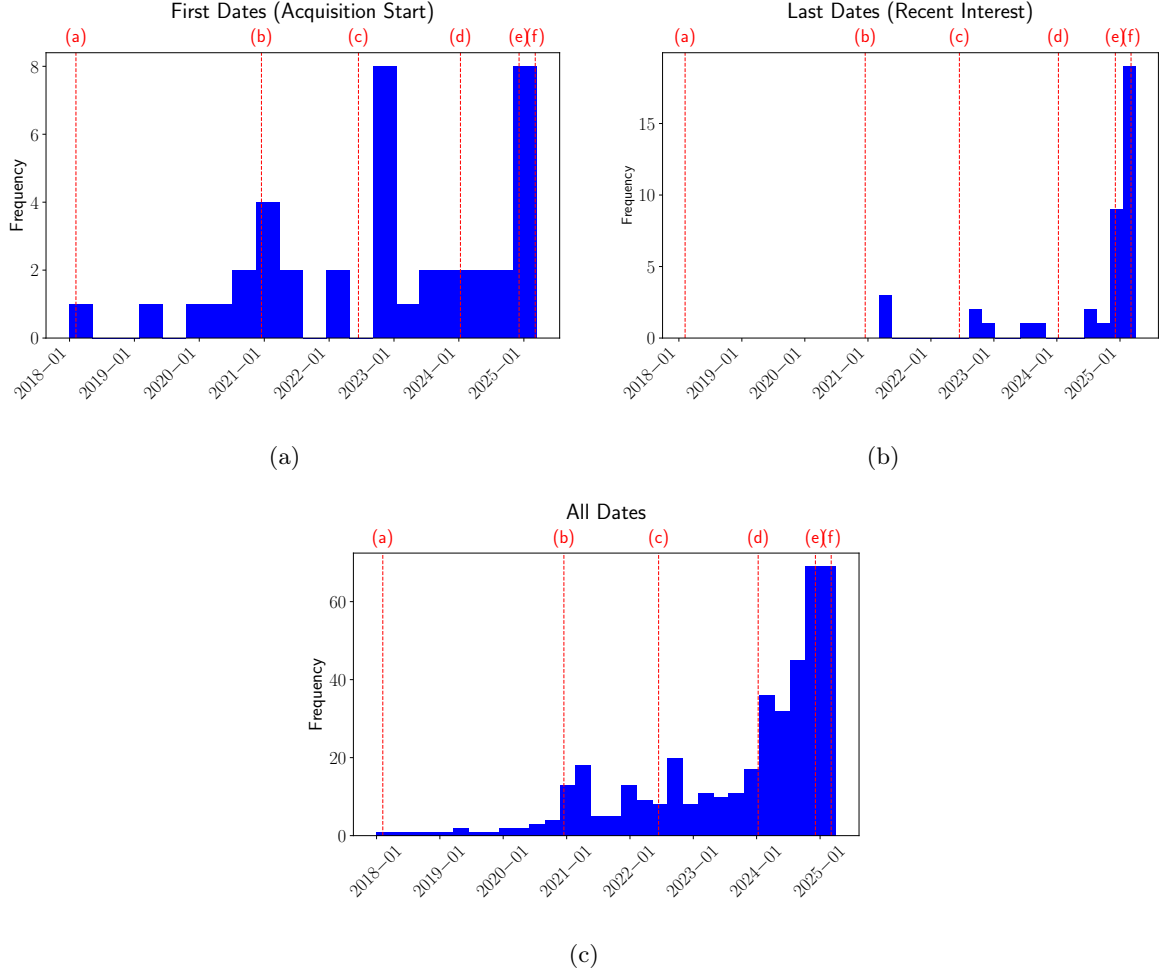 First Dates (Acquisition Start)
(a) (b) (c) (d) (e) (f)
Frequency
8
6
4
2
0
2018−01 2019−01 2020−01 2021−01 2022−01 2023−01 2024−01 2025−01
(a)
Last Dates (Recent Interest)
(a) (b) (c) (d) (e) (f)
Frequency
15
10
5
0
2018−01 2019−01 2020−01 2021−01 2022−01 2023−01 2024−01 2025−01
(b)
All Dates
(a) (b) (c) (d) (e) (f)
Frequency
60
40
20
0
2018−01 2019−01 2020−01 2021−01 2022−01 2023−01 2024−01 2025−01
(c)